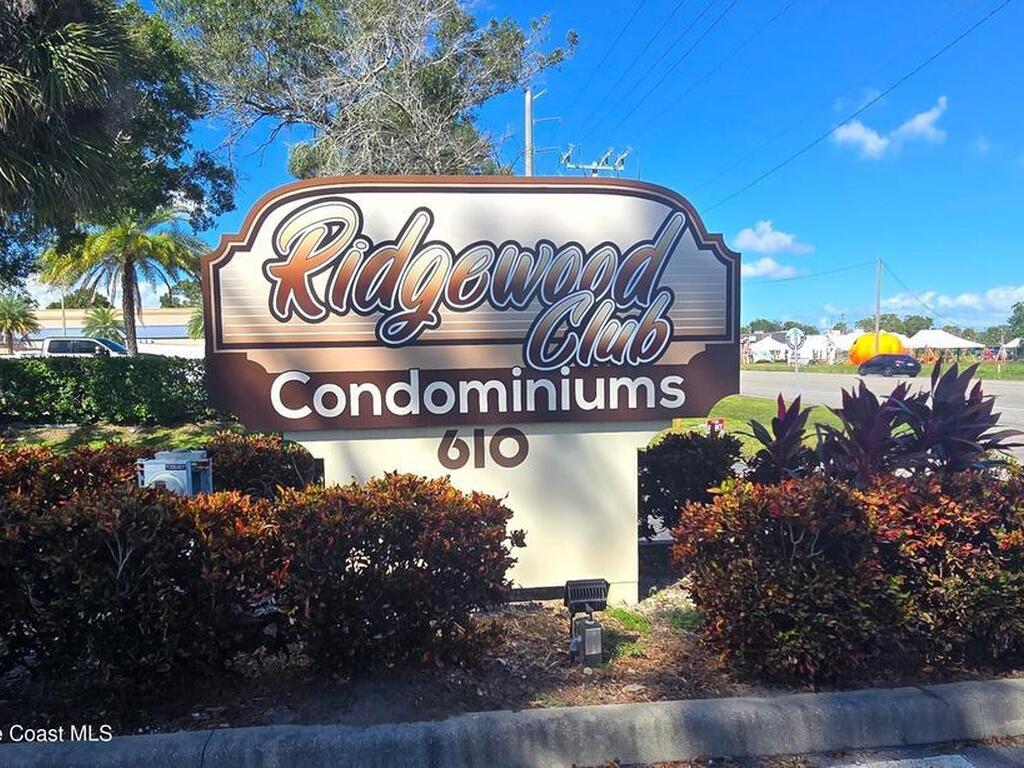 Ridgewood
Club
Condominiums
610
Coast MLS